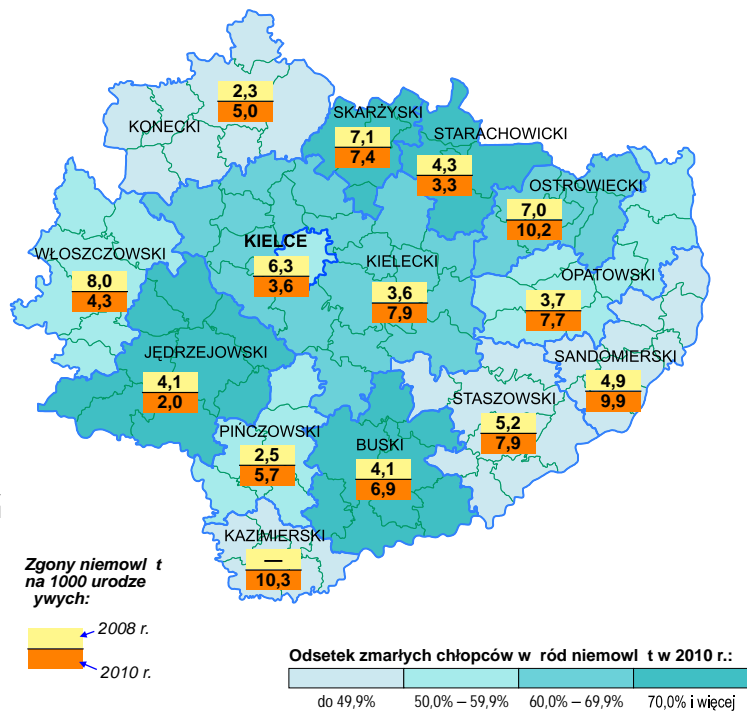 2,3
5,0
KONECKI
SKARŻYSKI
7,1
7,4
STARACHOWICKI
4,3
3,3
OSTROWIECKI
7,0
10,2
KIELCE
6,3
3,6
KIELECKI
3,6
7,9
WŁOSZCZOWSKI
8,0
4,3
OPATOWSKI
3,7
7,7
JĘDRZEJOWSKI
4,1
2,0
SANDOMIERSKI
4,9
9,9
STASZOWSKI
5,2
7,9
PIŃCZOWSKI
2,5
5,7
BUSKI
4,1
6,9
KAZIMIERSKI
—
10,3
Zgony niemowl t
na 1000 urodze
ywych:
2008 r.
2010 r.
Odsetek zmarłych chłopców w ród niemowl t w 2010 r.:
do 49,9% 50,0% – 59,9% 60,0% – 69,9% 70,0% i więcej